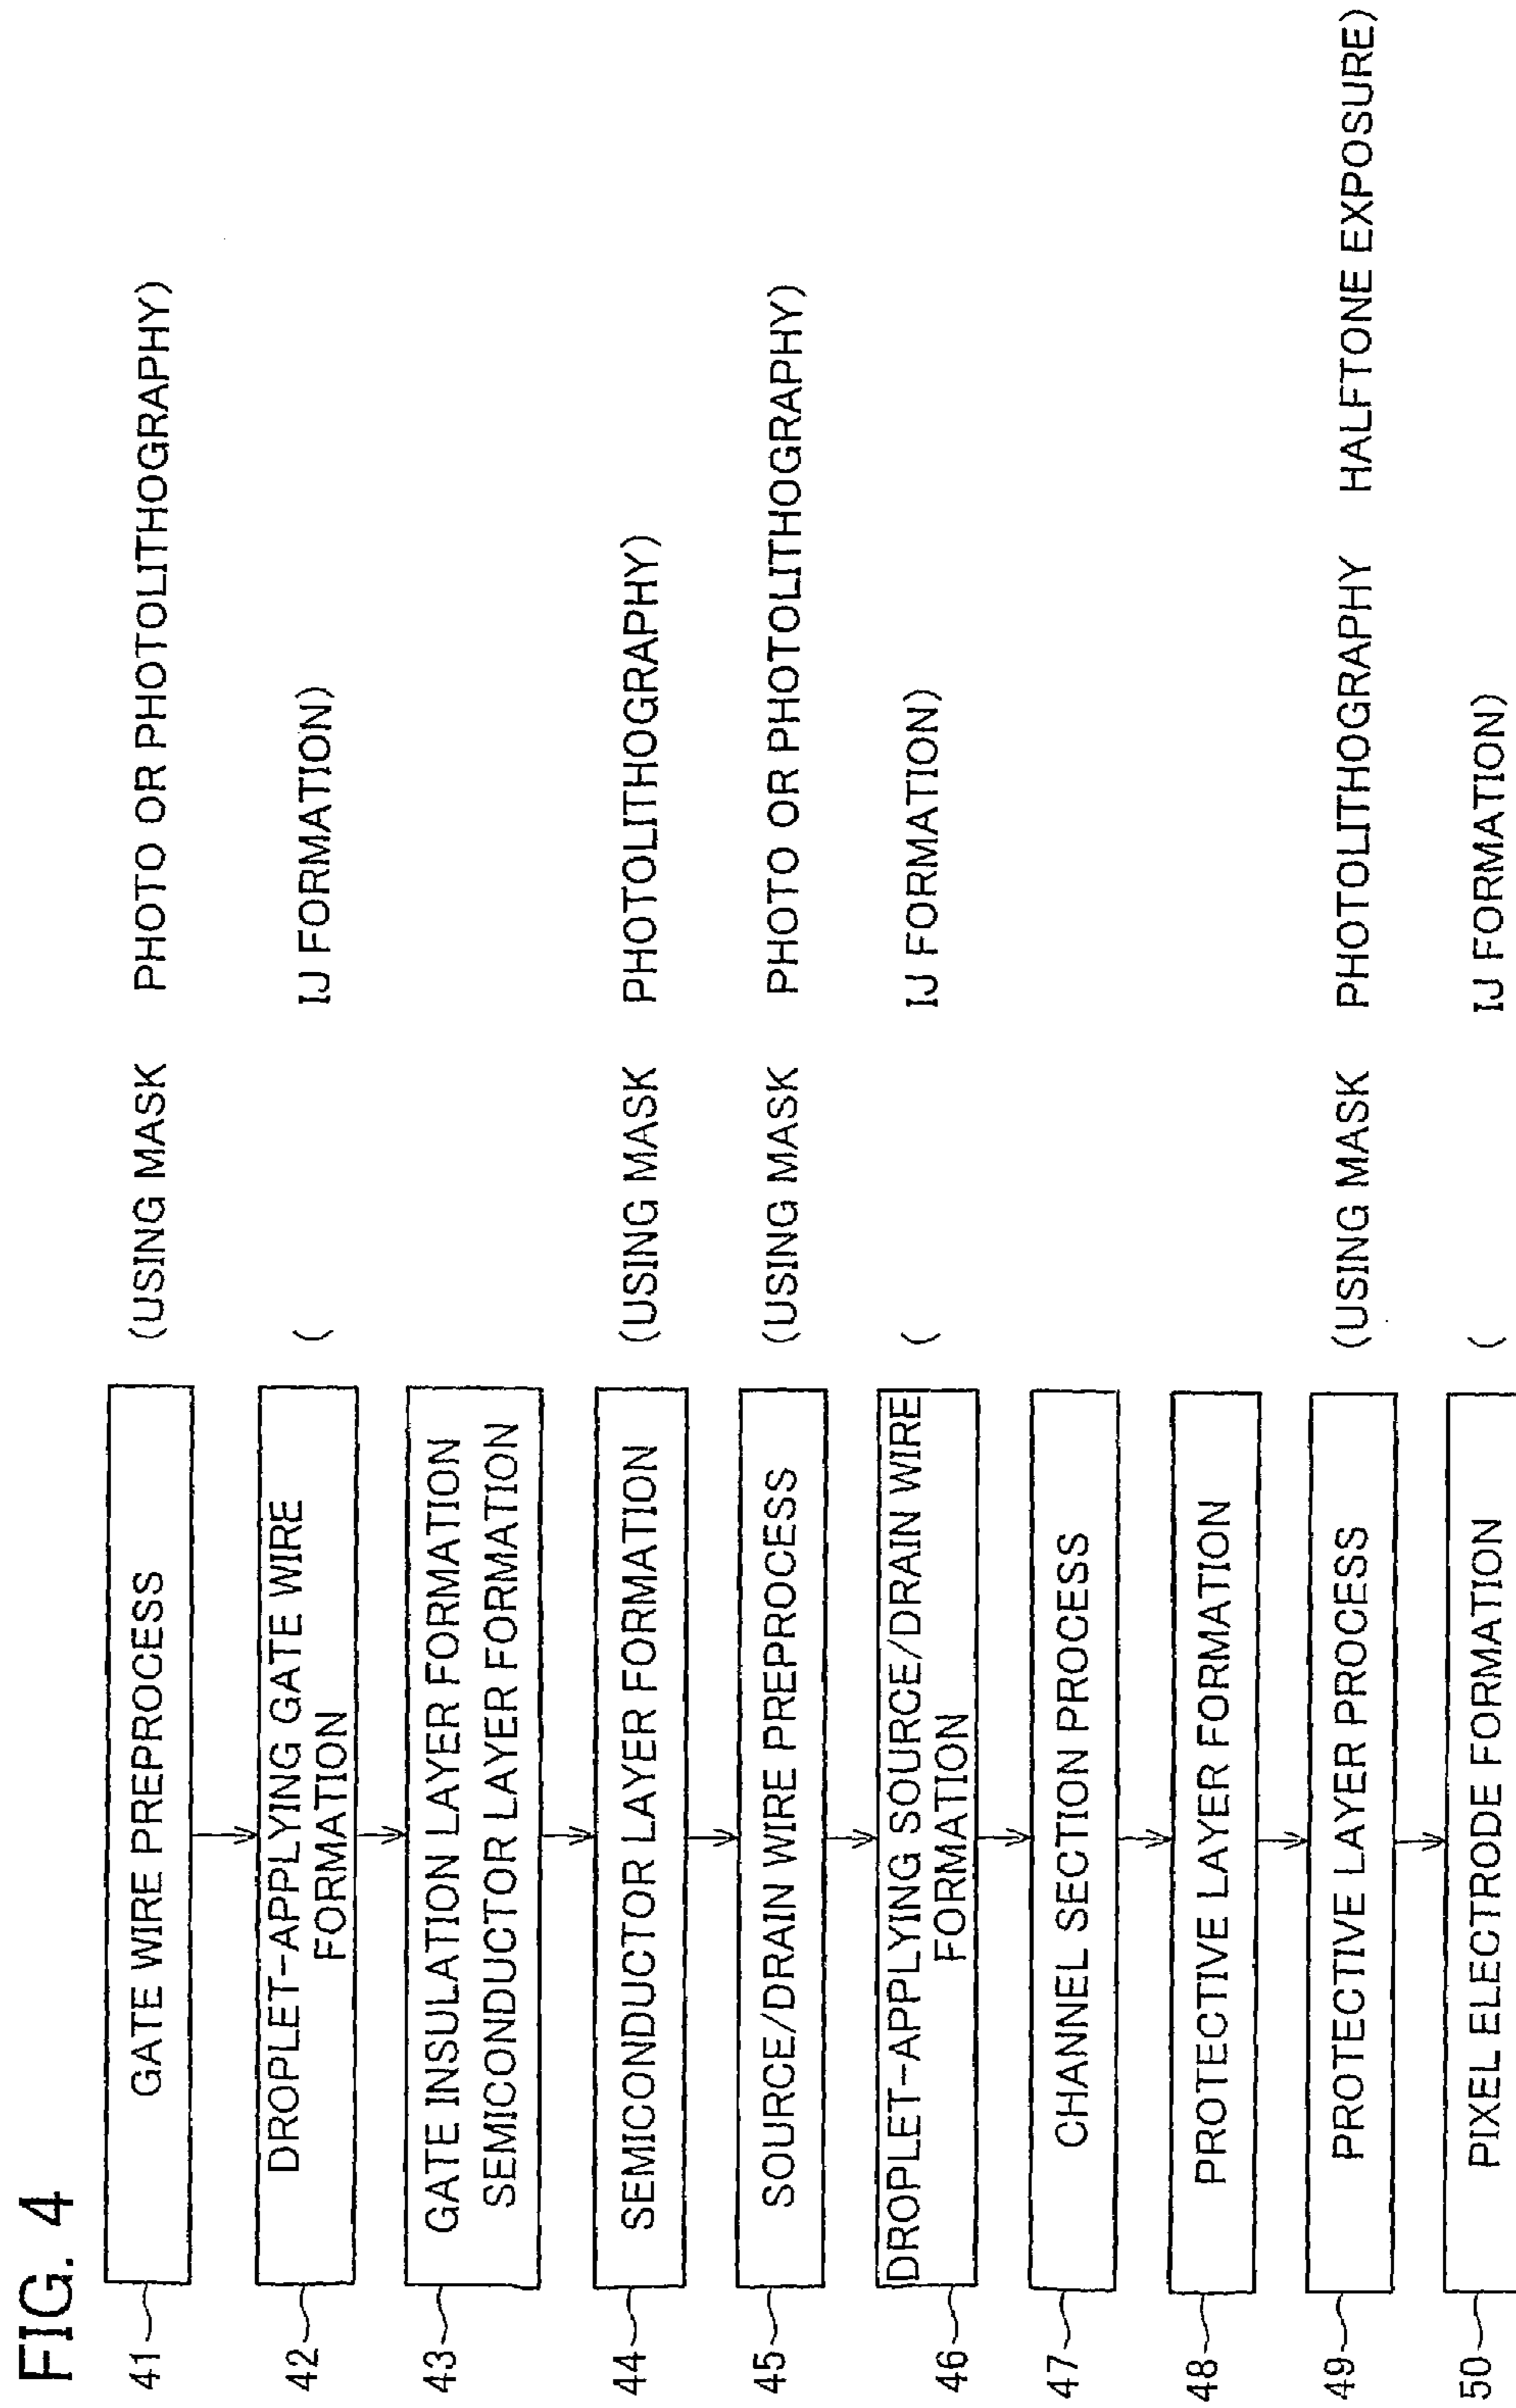 FIG. 4
41 GATE WIRE PREPROCESS (USING MASK PHOTO OR PHOTOLITHOGRAPHY)
42 DROPLET-APPLYING GATE WIRE
FORMATION ( IJ FORMATION)
43 GATE INSULATION LAYER FORMATION
SEMICONDUCTOR LAYER FORMATION
44 SEMICONDUCTOR LAYER FORMATION (USING MASK PHOTOLITHOGRAPHY)
45 SOURCE/DRAIN WIRE PREPROCESS (USING MASK PHOTO OR PHOTOLITHOGRAPHY)
46 DROPLET-APPLYING SOURCE/DRAIN WIRE
FORMATION ( IJ FORMATION)
47 CHANNEL SECTION PROCESS
48 PROTECTIVE LAYER FORMATION
49 PROTECTIVE LAYER PROCESS (USING MASK PHOTOLITHOGRAPHY HALFTONE EXPOSURE)
50 PIXEL ELECTRODE FORMATION ( IJ FORMATION)